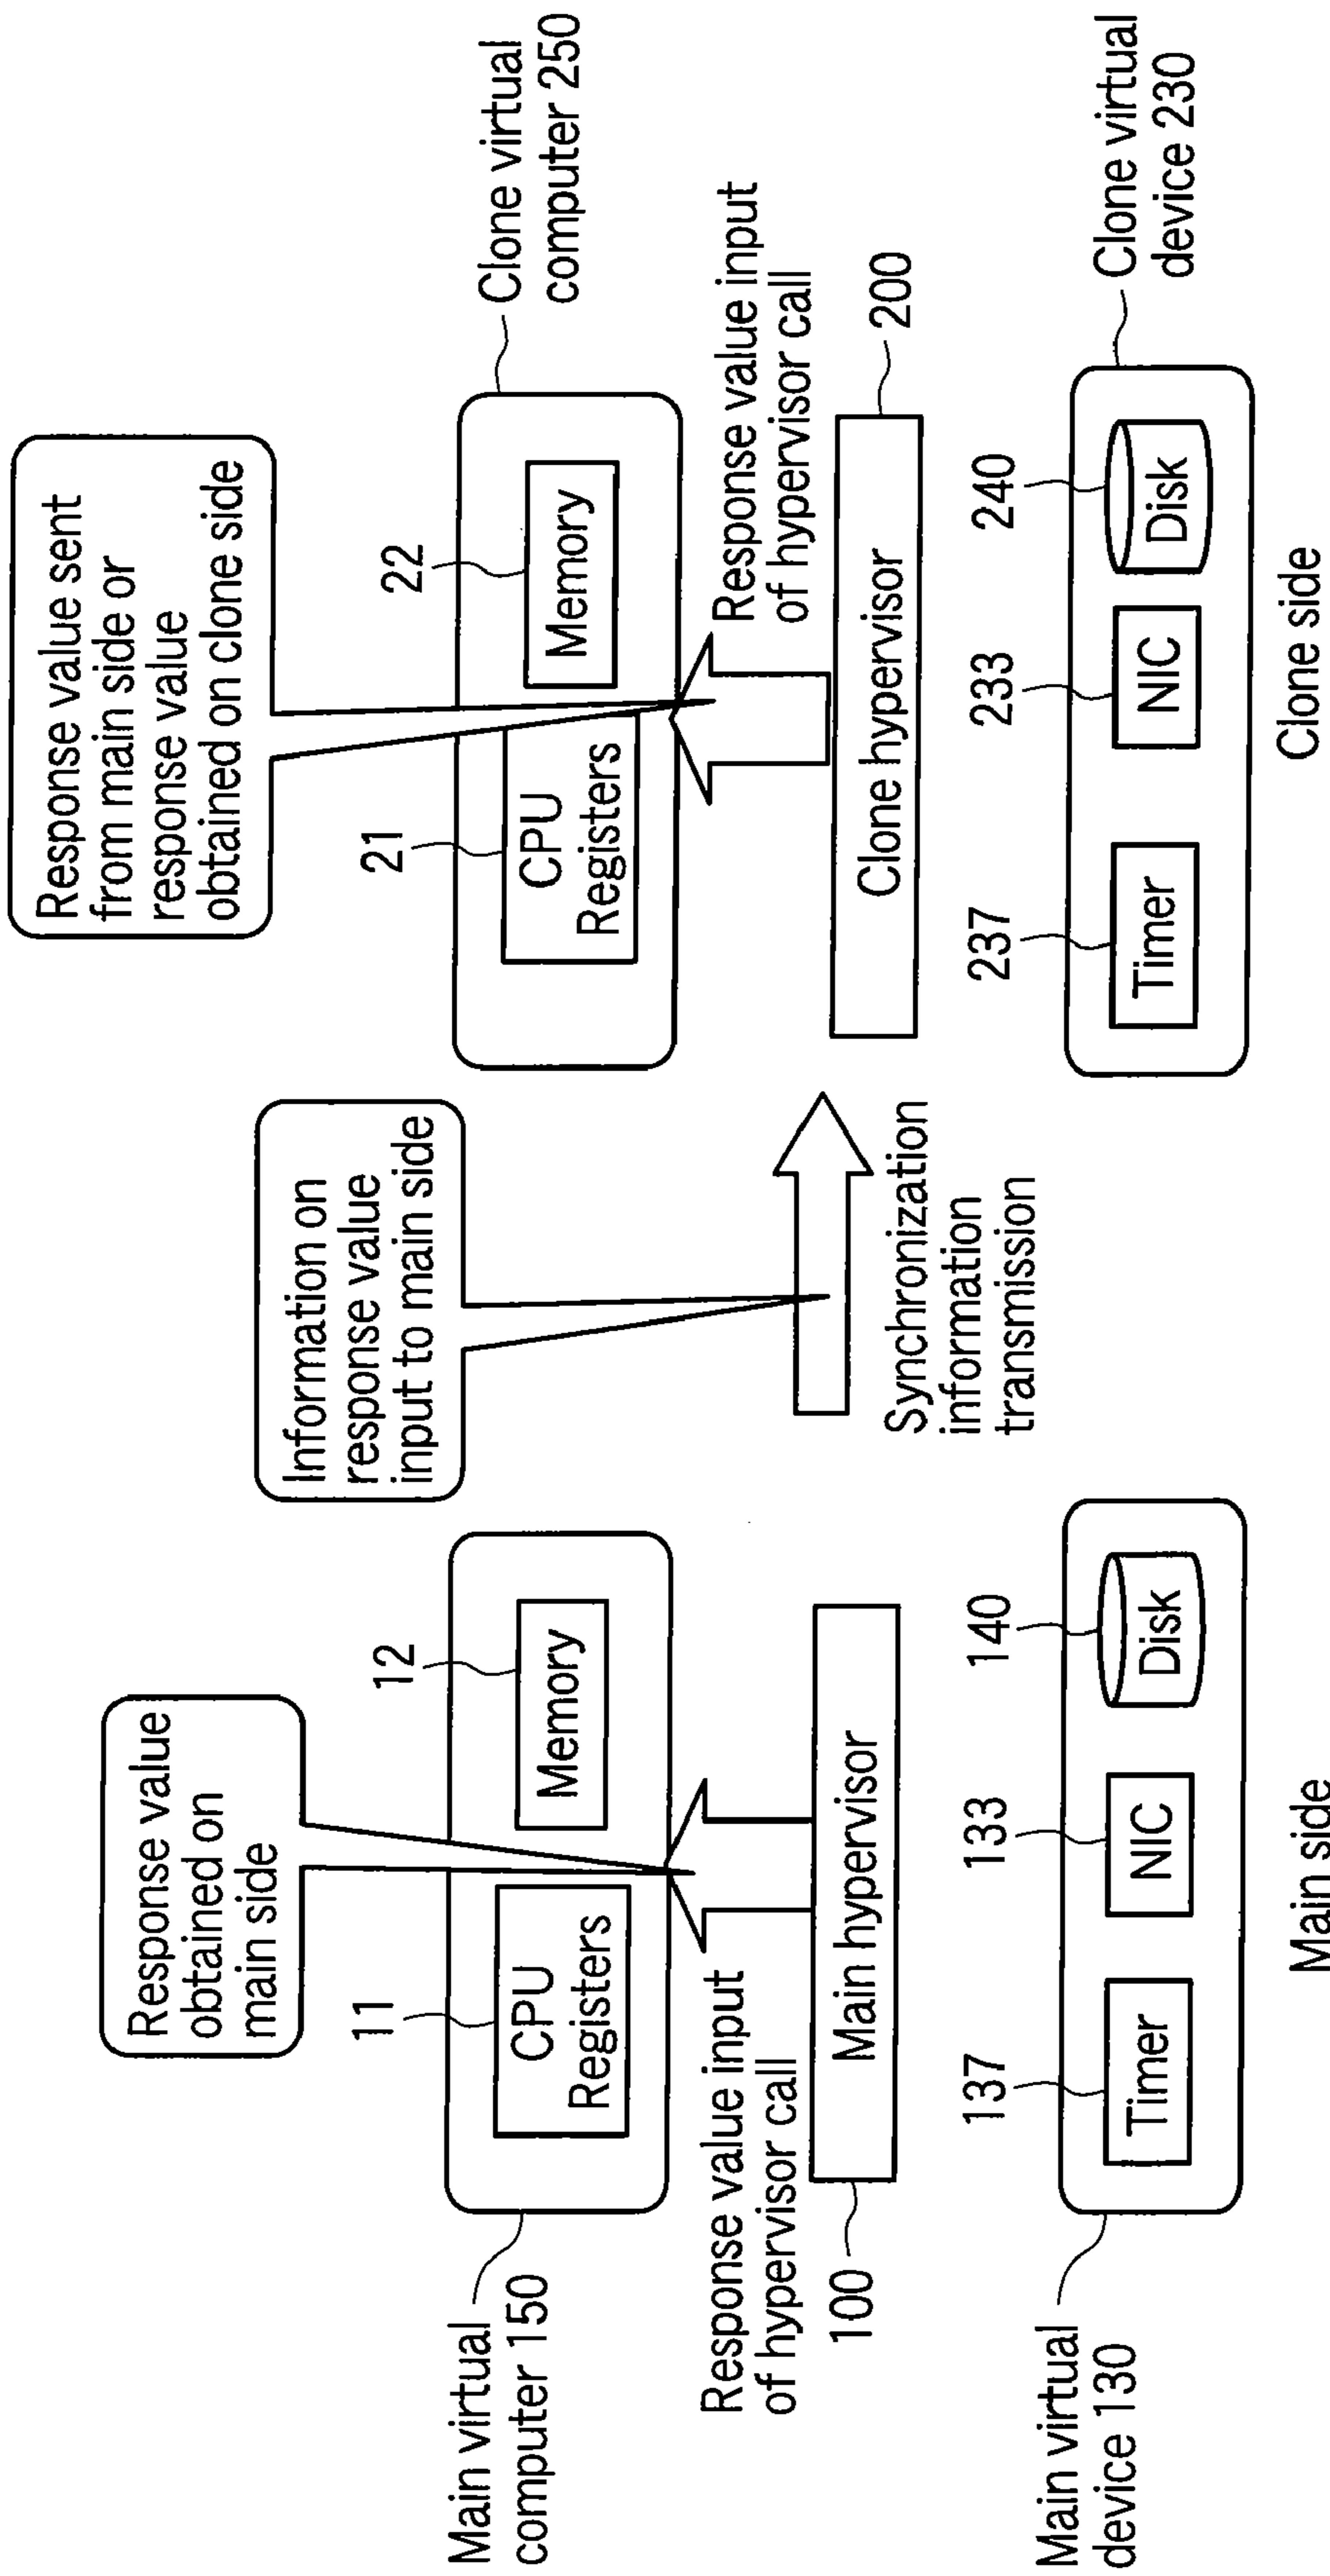 Response value
obtained on
main side
Main virtual
computer 150
11
CPU
Registers
12
Memory
Response value input
of hypervisor call
Main hypervisor
100
Main virtual
device 130
137
Timer
133
NIC
140
Disk
Main side
Information on
response value
input to main side
Synchronization
information
transmission
Response value sent
from main side or
response value
obtained on clone side
Clone virtual
computer 250
21
CPU
Registers
22
Memory
Response value input
of hypervisor call
Clone hypervisor
200
Clone virtual
device 230
237
Timer
233
NIC
240
Disk
Clone side